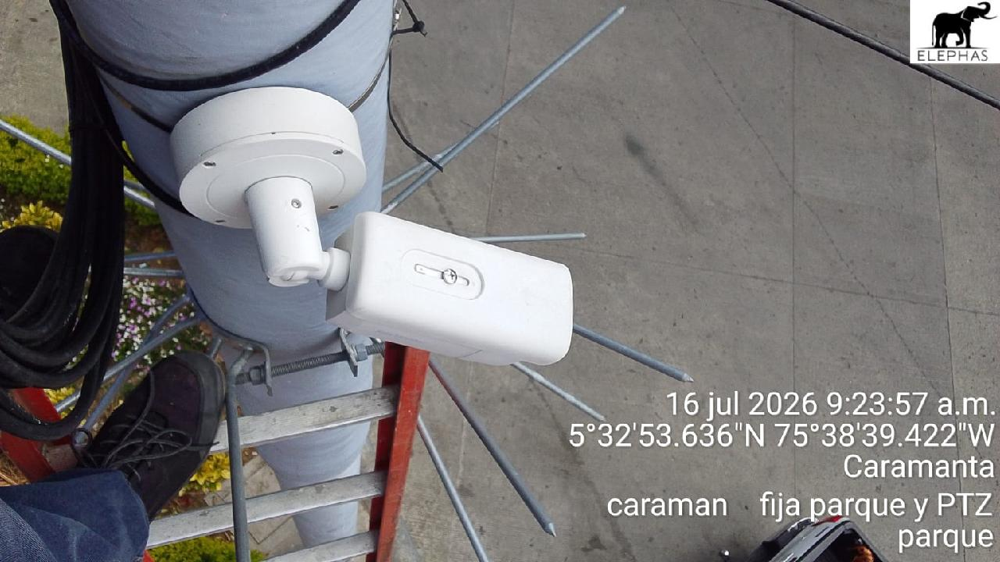 ELEPHAS
16 jul 2026 9:23:57 a.m.
5°32'53.636"N 75°38'39.422"W
Caramanta
caraman fija parque y PTZ
parque